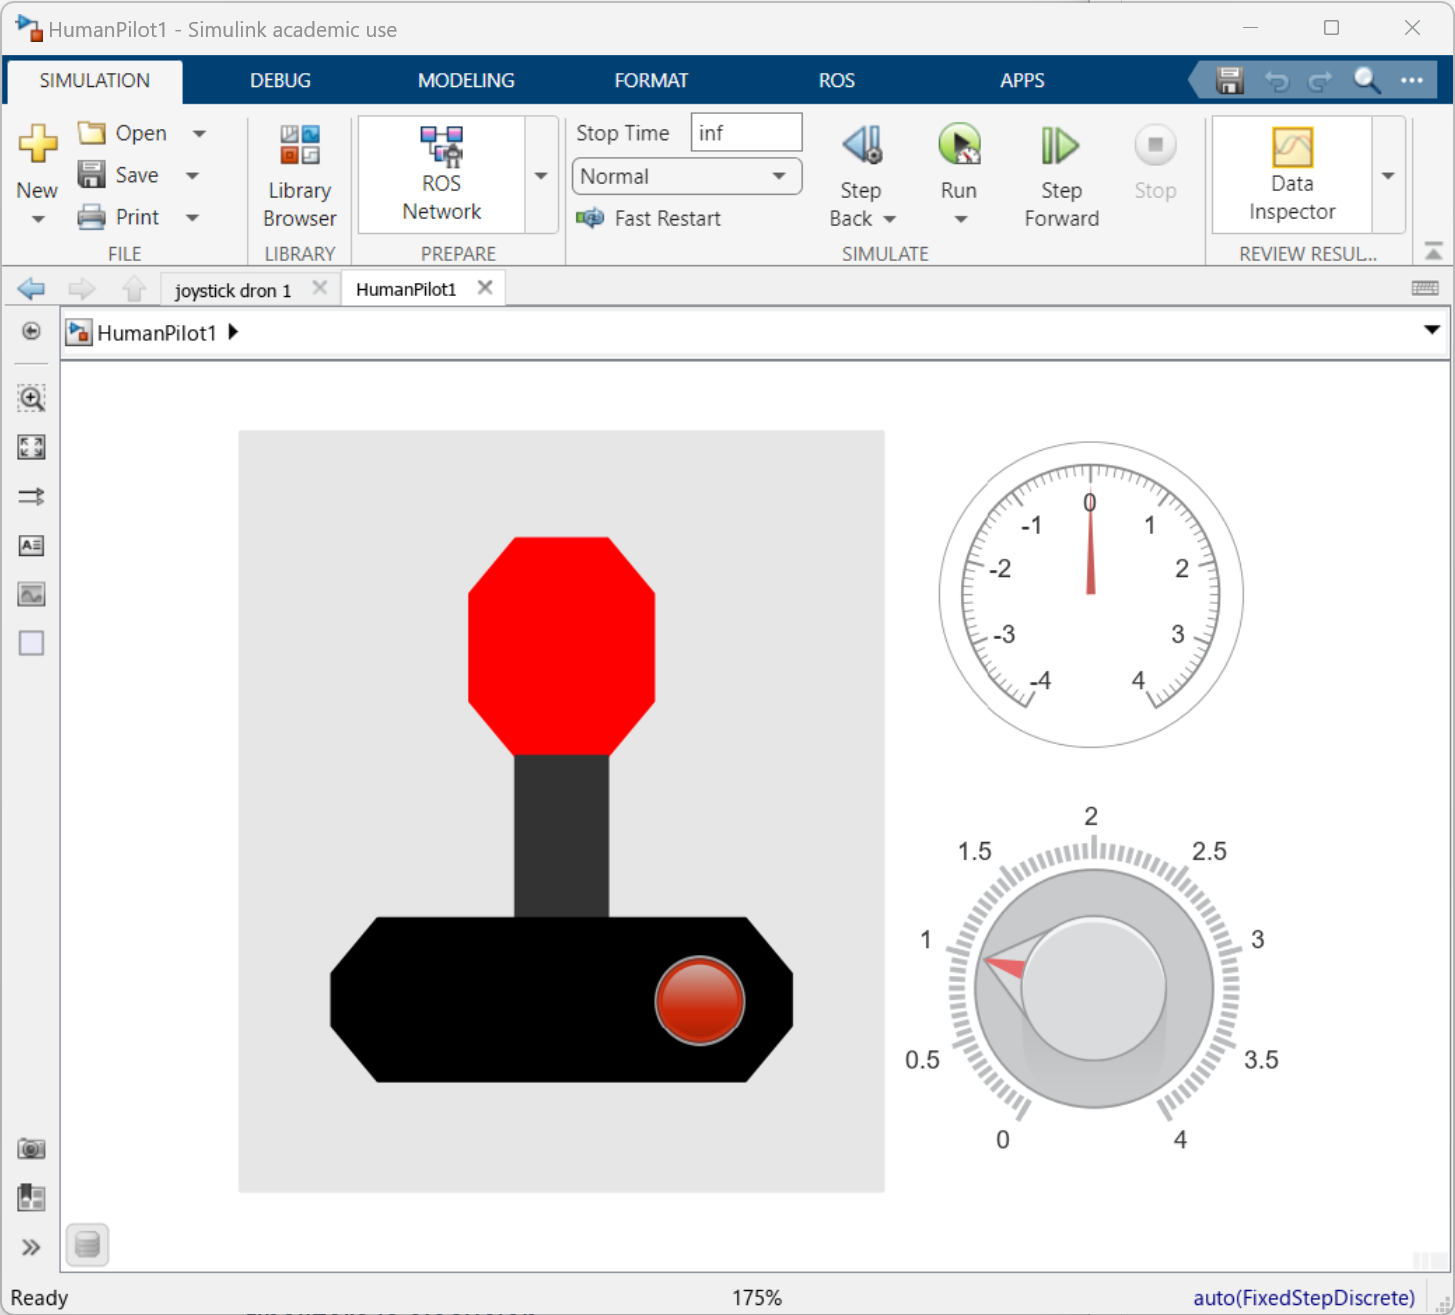 HumanPilot1 - Simulink academic use
SIMULATION
DEBUG
MODELING
FORMAT
ROS
APPS
New
Open
Save
Print
FILE
Library
Browser
LIBRARY
ROS
Network
PREPARE
Stop Time
inf
Normal
Fast Restart
Step
Back
Run
Step
Forward
Stop
SIMULATE
Data
Inspector
REVIEW RESUL...
joystick dron 1
HumanPilot1
HumanPilot1
-4
-3
-2
-1
0
1
2
3
4
0
0.5
1
1.5
2
2.5
3
3.5
4
Ready
175%
auto(FixedStepDiscrete)